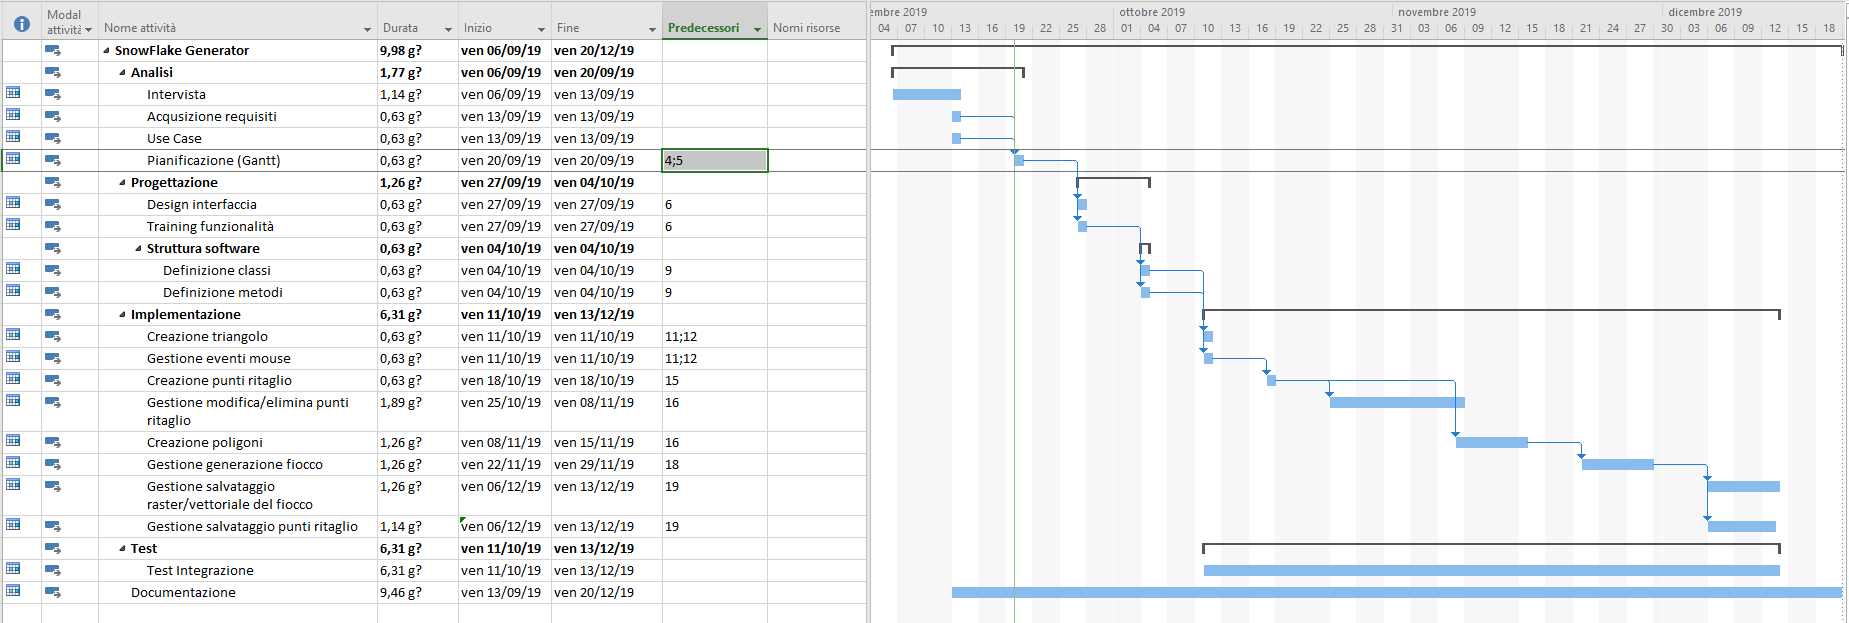 Modal attività Nome attività Durata Inizio Fine Predecessori Nomi risorse
embre 2019 ottobre 2019 novembre 2019 dicembre 2019
04 07 10 13 16 19 22 25 28 01 04 07 10 13 16 19 22 25 28 31 03 06 09 12 15 18 21 24 27 30 03 06 09 12 15 18
SnowFlake Generator 9,98 g? ven 06/09/19 ven 20/12/19
Analisi 1,77 g? ven 06/09/19 ven 20/09/19
Intervista 1,14 g? ven 06/09/19 ven 13/09/19
Acqusizione requisiti 0,63 g? ven 13/09/19 ven 13/09/19
Use Case 0,63 g? ven 13/09/19 ven 13/09/19
Pianificazione (Gantt) 0,63 g? ven 20/09/19 ven 20/09/19 4;5
Progettazione 1,26 g? ven 27/09/19 ven 04/10/19
Design interfaccia 0,63 g? ven 27/09/19 ven 27/09/19 6
Training funzionalità 0,63 g? ven 27/09/19 ven 27/09/19 6
Struttura software 0,63 g? ven 04/10/19 ven 04/10/19
Definizione classi 0,63 g? ven 04/10/19 ven 04/10/19 9
Definizione metodi 0,63 g? ven 04/10/19 ven 04/10/19 9
Implementazione 6,31 g? ven 11/10/19 ven 13/12/19
Creazione triangolo 0,63 g? ven 11/10/19 ven 11/10/19 11;12
Gestione eventi mouse 0,63 g? ven 11/10/19 ven 11/10/19 11;12
Creazione punti ritaglio 0,63 g? ven 18/10/19 ven 18/10/19 15
Gestione modifica/elimina punti 1,89 g? ven 25/10/19 ven 08/11/19 16
ritaglio
Creazione poligoni 1,26 g? ven 08/11/19 ven 15/11/19 16
Gestione generazione fiocco 1,26 g? ven 22/11/19 ven 29/11/19 18
Gestione salvataggio 1,26 g? ven 06/12/19 ven 13/12/19 19
raster/vettoriale del fiocco
Gestione salvataggio punti ritaglio 1,14 g? ven 06/12/19 ven 13/12/19 19
Test 6,31 g? ven 11/10/19 ven 13/12/19
Test Integrazione 6,31 g? ven 11/10/19 ven 13/12/19
Documentazione 9,46 g? ven 13/09/19 ven 20/12/19